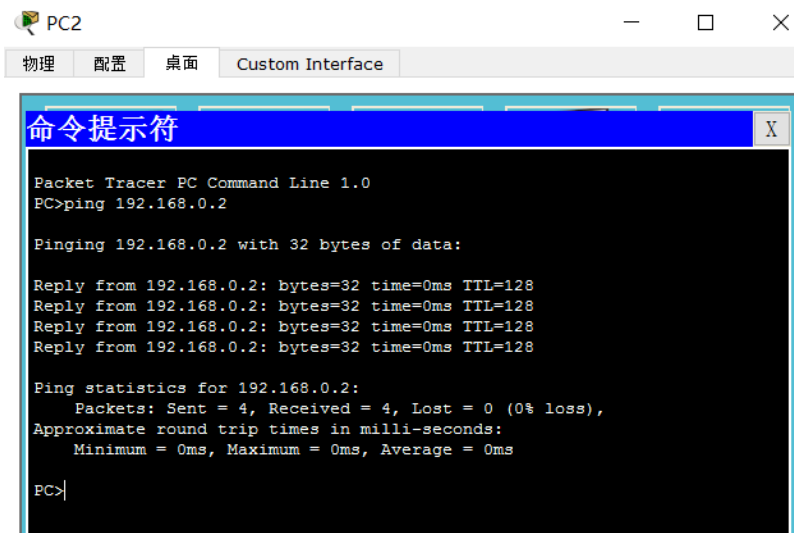 PC2
物理 配置 桌面 Custom Interface
命令提示符 X
Packet Tracer PC Command Line 1.0
PC>ping 192.168.0.2
Pinging 192.168.0.2 with 32 bytes of data:
Reply from 192.168.0.2: bytes=32 time=0ms TTL=128
Reply from 192.168.0.2: bytes=32 time=0ms TTL=128
Reply from 192.168.0.2: bytes=32 time=0ms TTL=128
Reply from 192.168.0.2: bytes=32 time=0ms TTL=128
Ping statistics for 192.168.0.2:
Packets: Sent = 4, Received = 4, Lost = 0 (0% loss),
Approximate round trip times in milli-seconds:
Minimum = 0ms, Maximum = 0ms, Average = 0ms
PC>